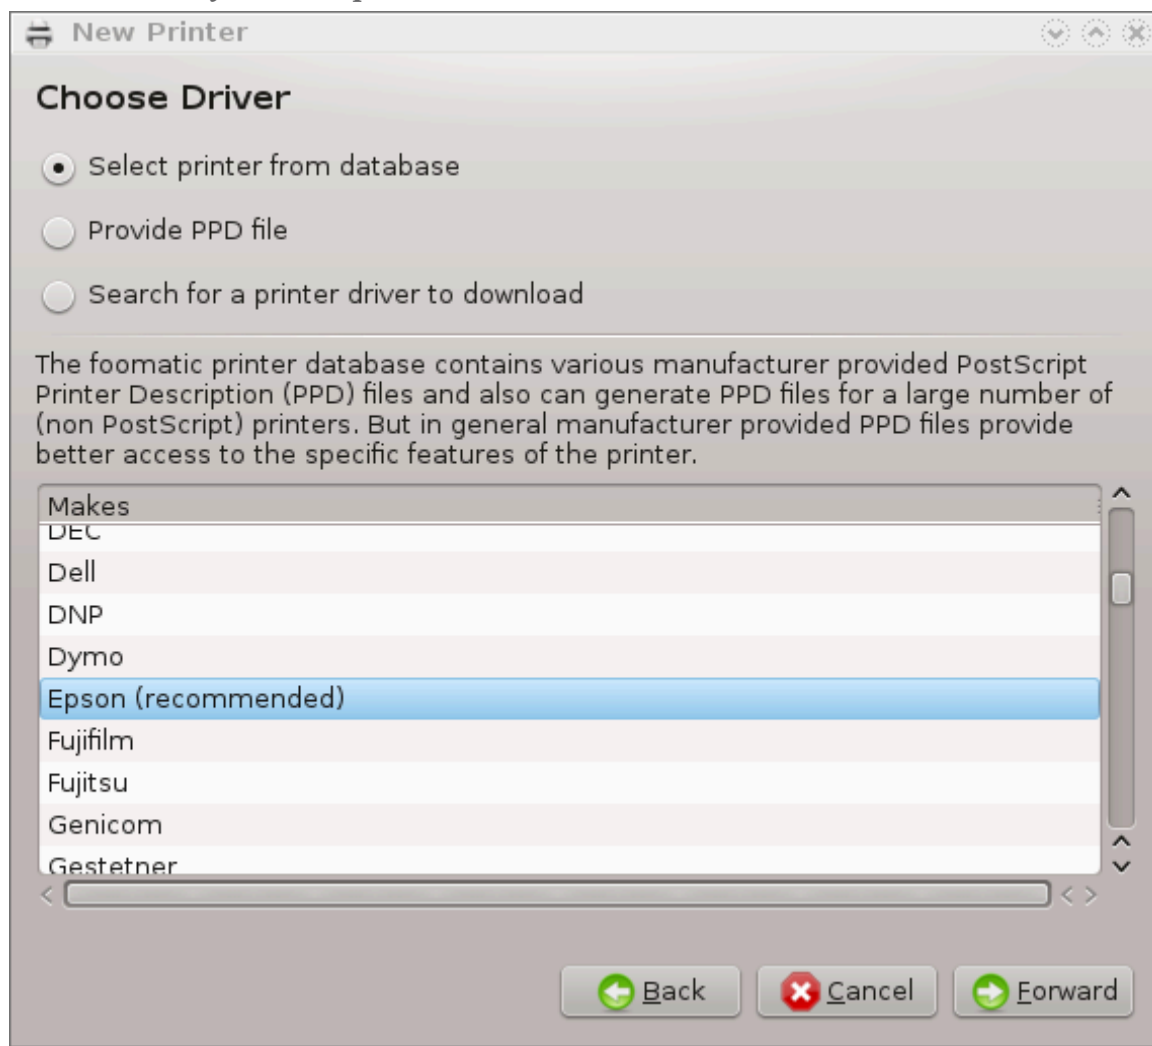 New Printer
Choose Driver
Select printer from database
Provide PPD file
Search for a printer driver to download
The foomatic printer database contains various manufacturer provided PostScript
Printer Description (PPD) files and also can generate PPD files for a large number of
(non PostScript) printers. But in general manufacturer provided PPD files provide
better access to the specific features of the printer.
Makes
DEC
Dell
DNP
Dymo
Epson (recommended)
Fujifilm
Fujitsu
Genicom
Gestetner
Back Cancel Forward